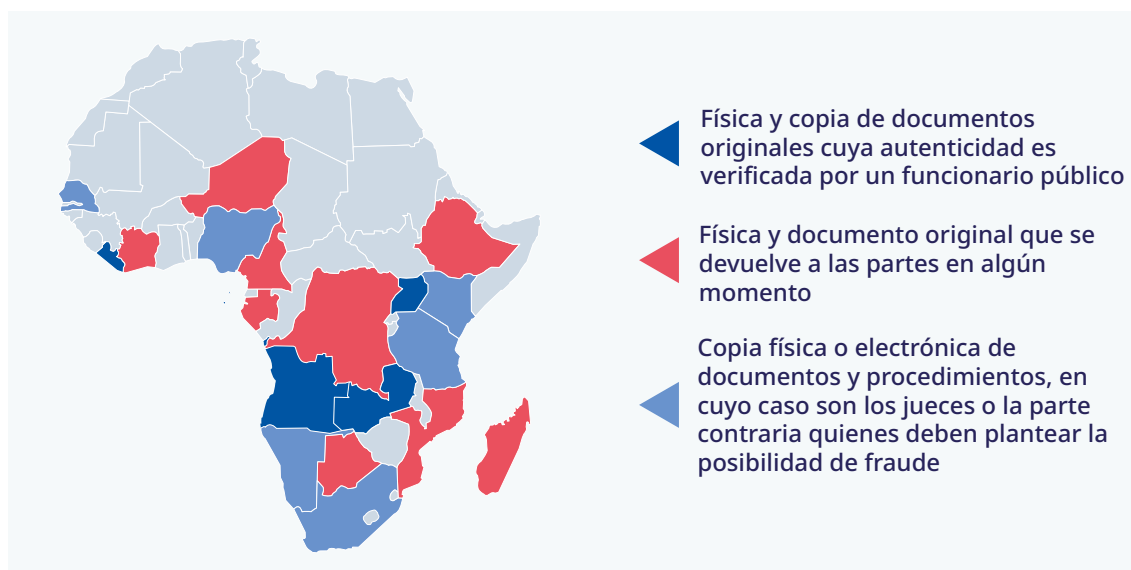 Física y copia de documentos
originales cuya autenticidad es
verificada por un funcionario público
Física y documento original que se
devuelve a las partes en algún
momento
Copia física o electrónica de
documentos y procedimientos, en
cuyo caso son los jueces o la parte
contraria quienes deben plantear la
posibilidad de fraude